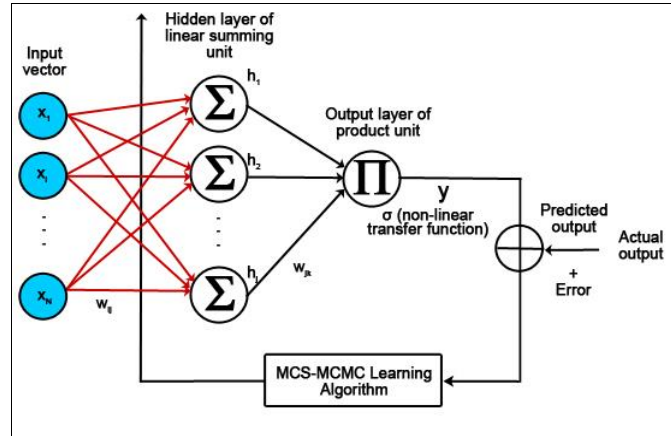 Hidden layer of
linear summing
unit
Input
vector
h₁
X₁
Σ
Output layer of
product unit
h₂
Xᵢ
Σ
Π
y
σ (non-linear
transfer function)
Predicted
output
Actual
output
+
Error
.
.
.
.
.
.
hⱼ
Xₙ
Σ
wᵢⱼ
wⱼₖ
MCS-MCMC Learning
Algorithm